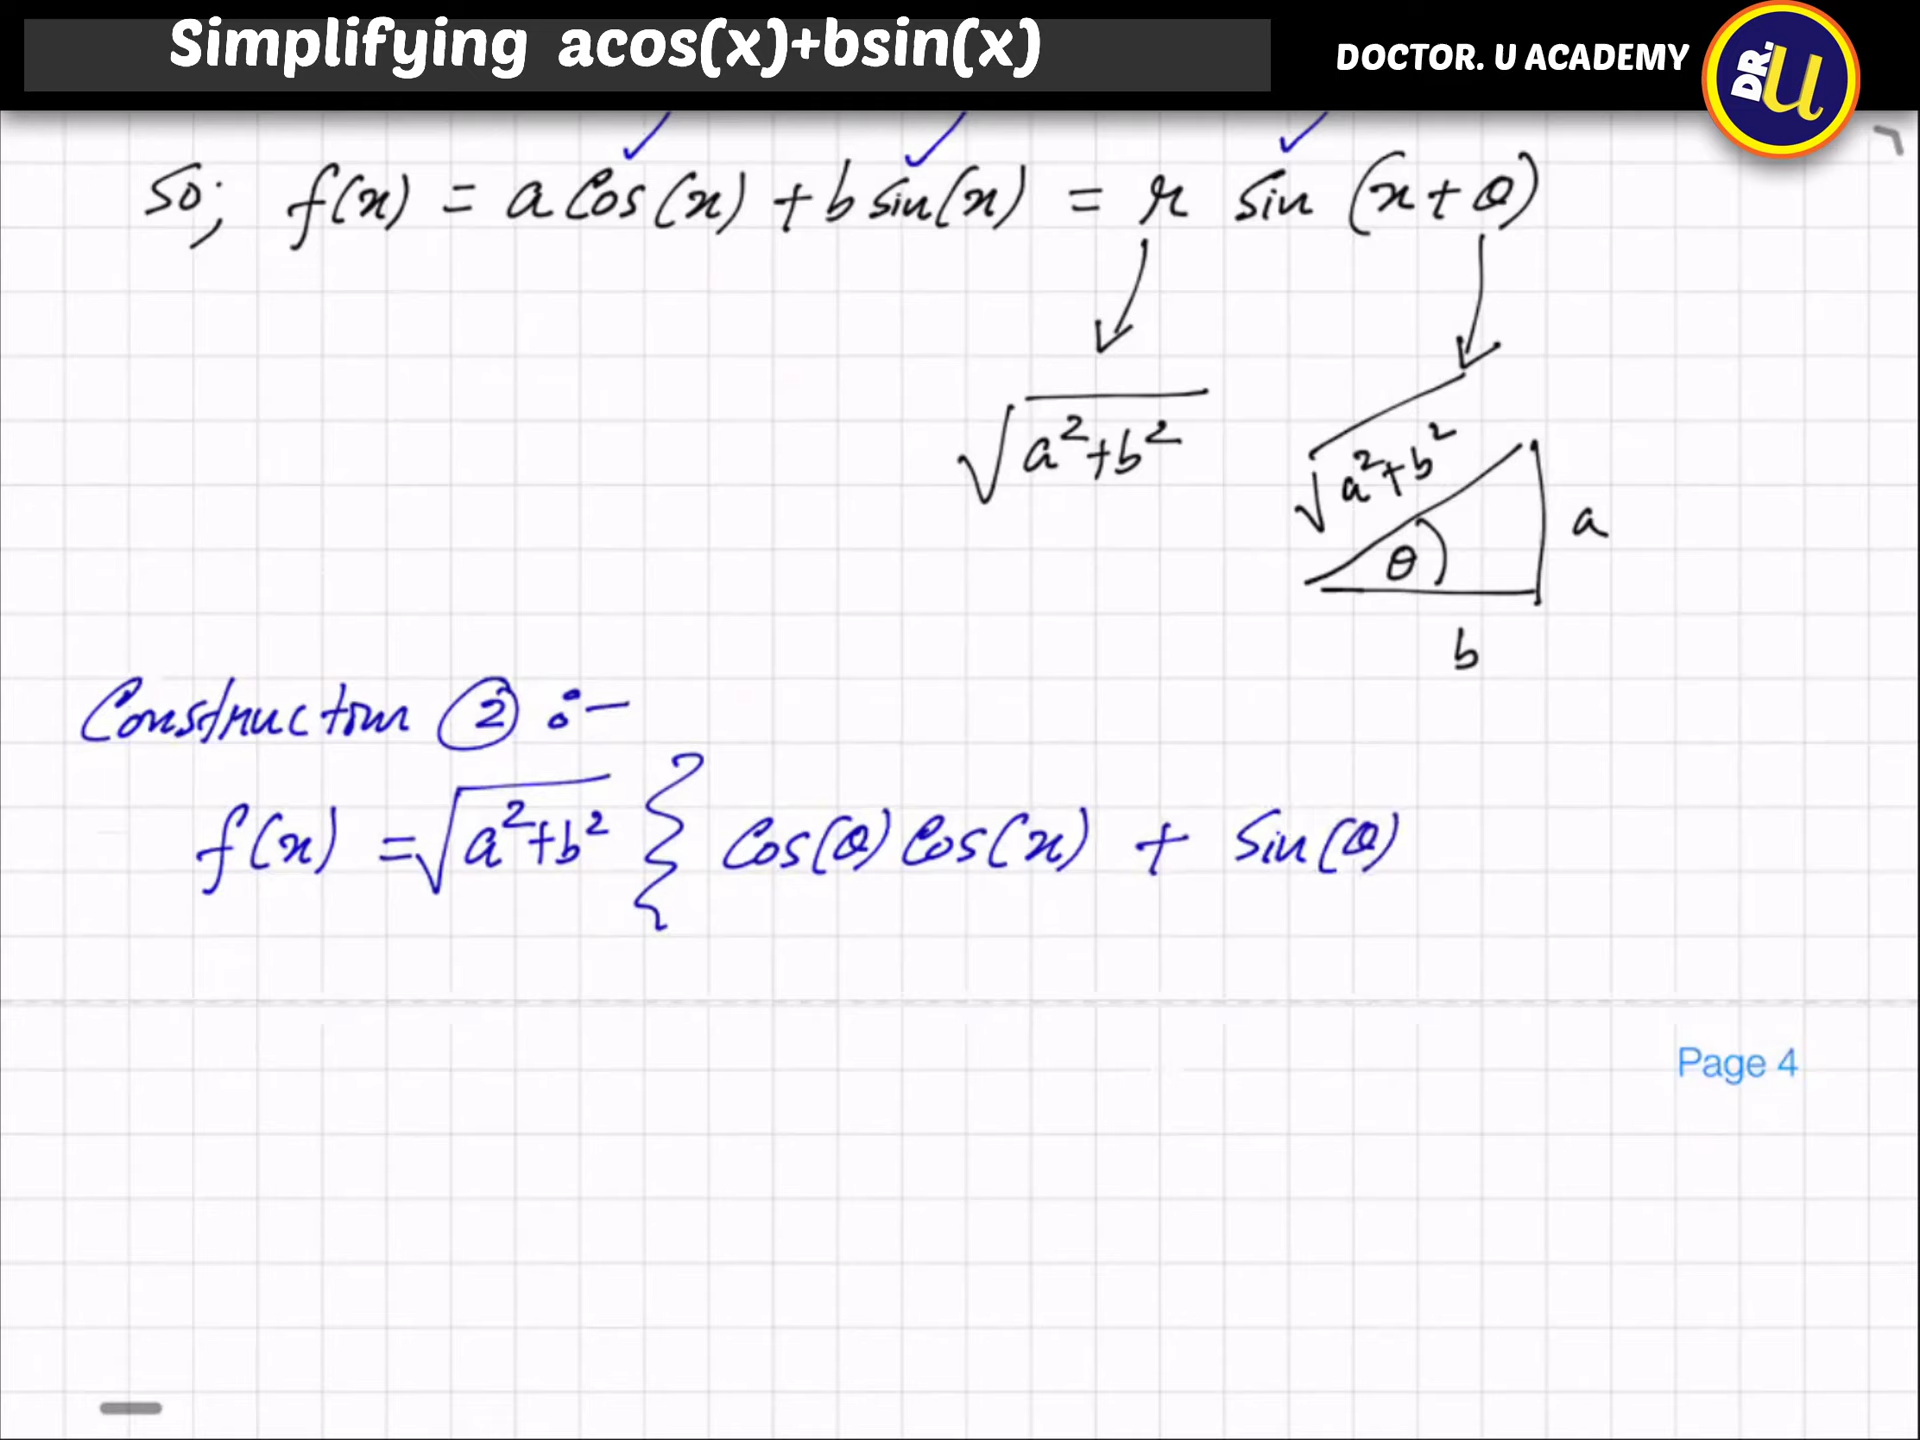 Simplifying acos(x)+bsin(x)
DOCTOR. U ACADEMY
DR. U
So; f(x) = a Cos(x) + b sin(x) = r sin (x+θ)
√a²+b²
√a²+b²
θ
a
b
Construction ② :-
f(x) = √a²+b² { Cos(θ) Cos(x) + Sin(θ)
Page 4